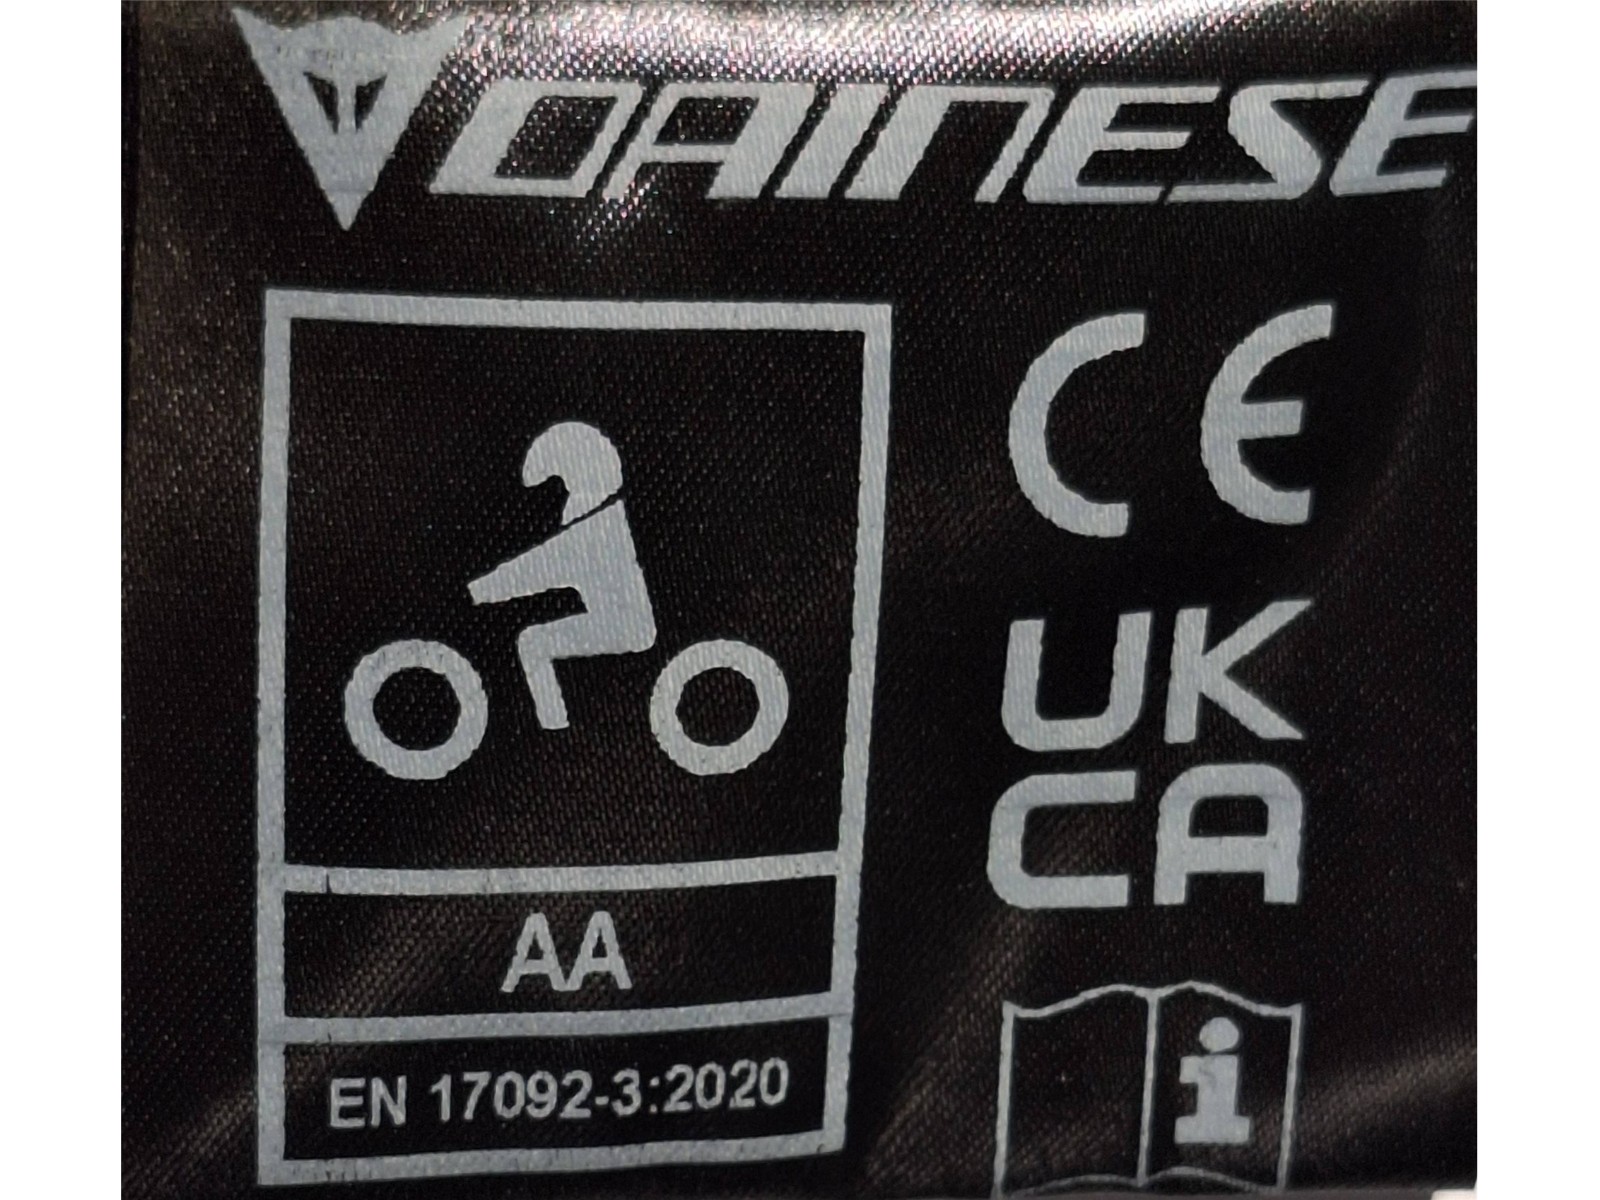 DAINESE
CE
UK
CA
AA
EN 17092-3:2020
i